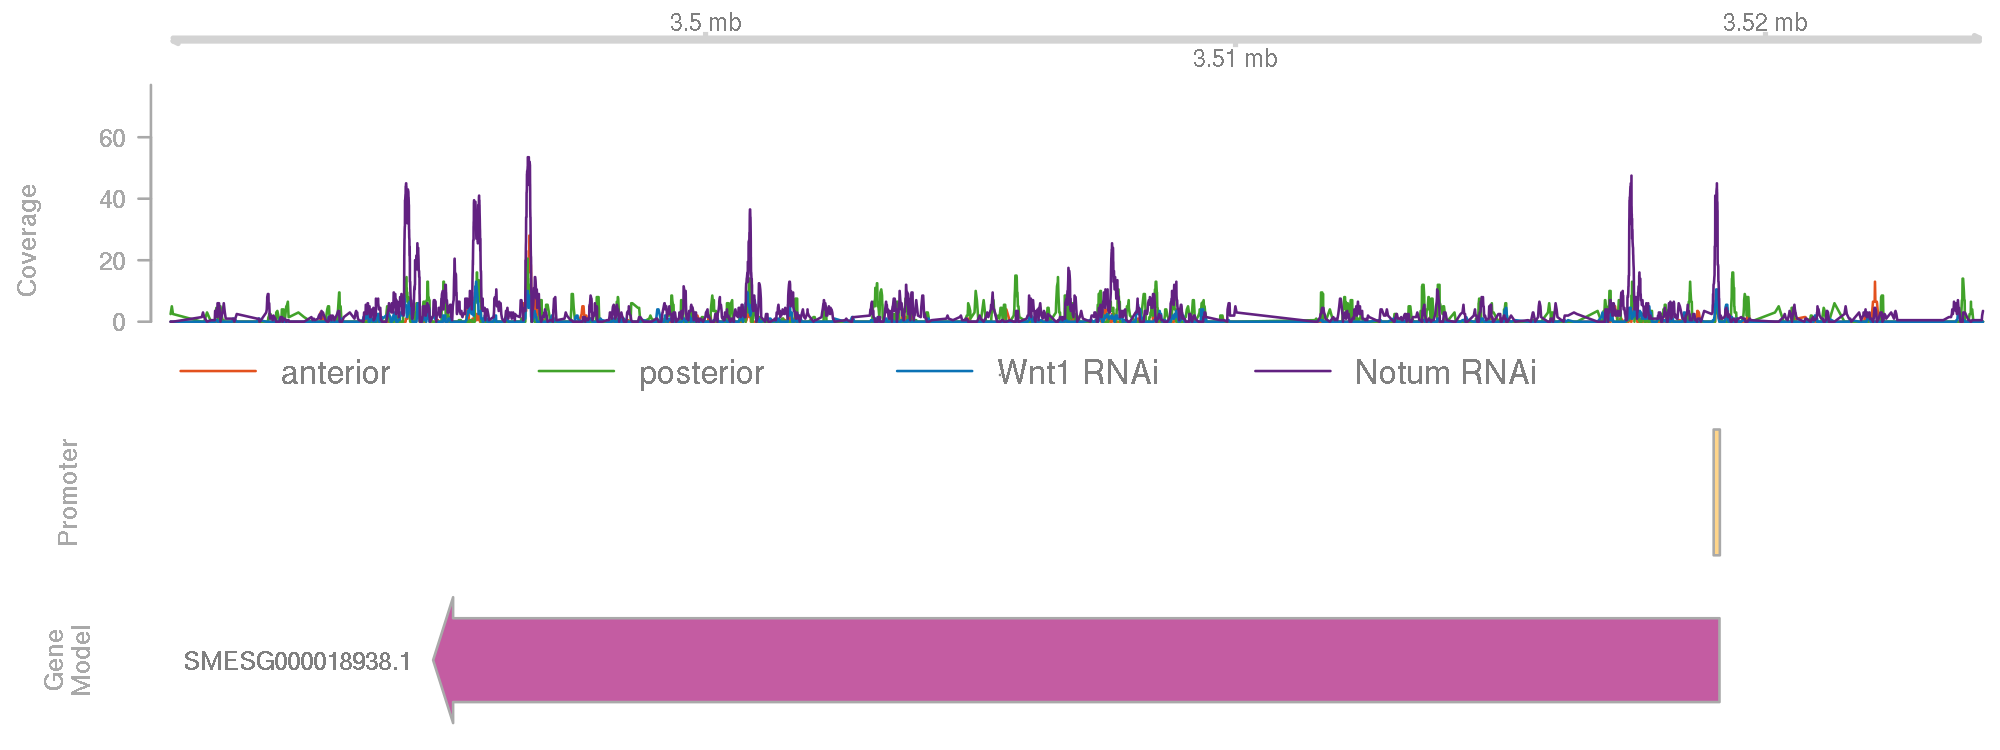 3.5 mb
3.52 mb
3.51 mb
Coverage
60
40
20
0
anterior
posterior
Wnt1 RNAi
Notum RNAi
Promoter
Gene
Model
SMESG000018938.1